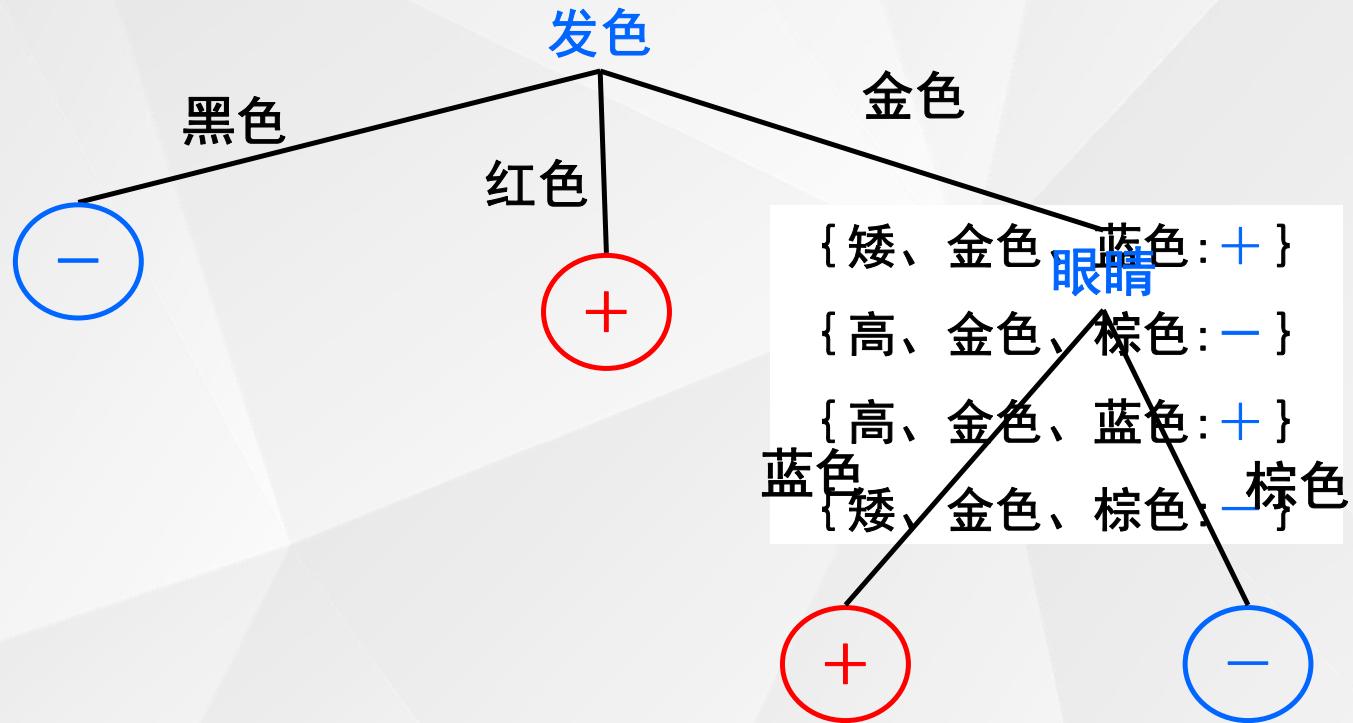 发色
黑色
金色
红色
－
＋
{矮、金色、蓝色:＋}
眼睛
{高、金色、棕色:－}
{高、金色、蓝色:＋}
蓝色
棕色
{矮、金色、棕色:－}
＋
－